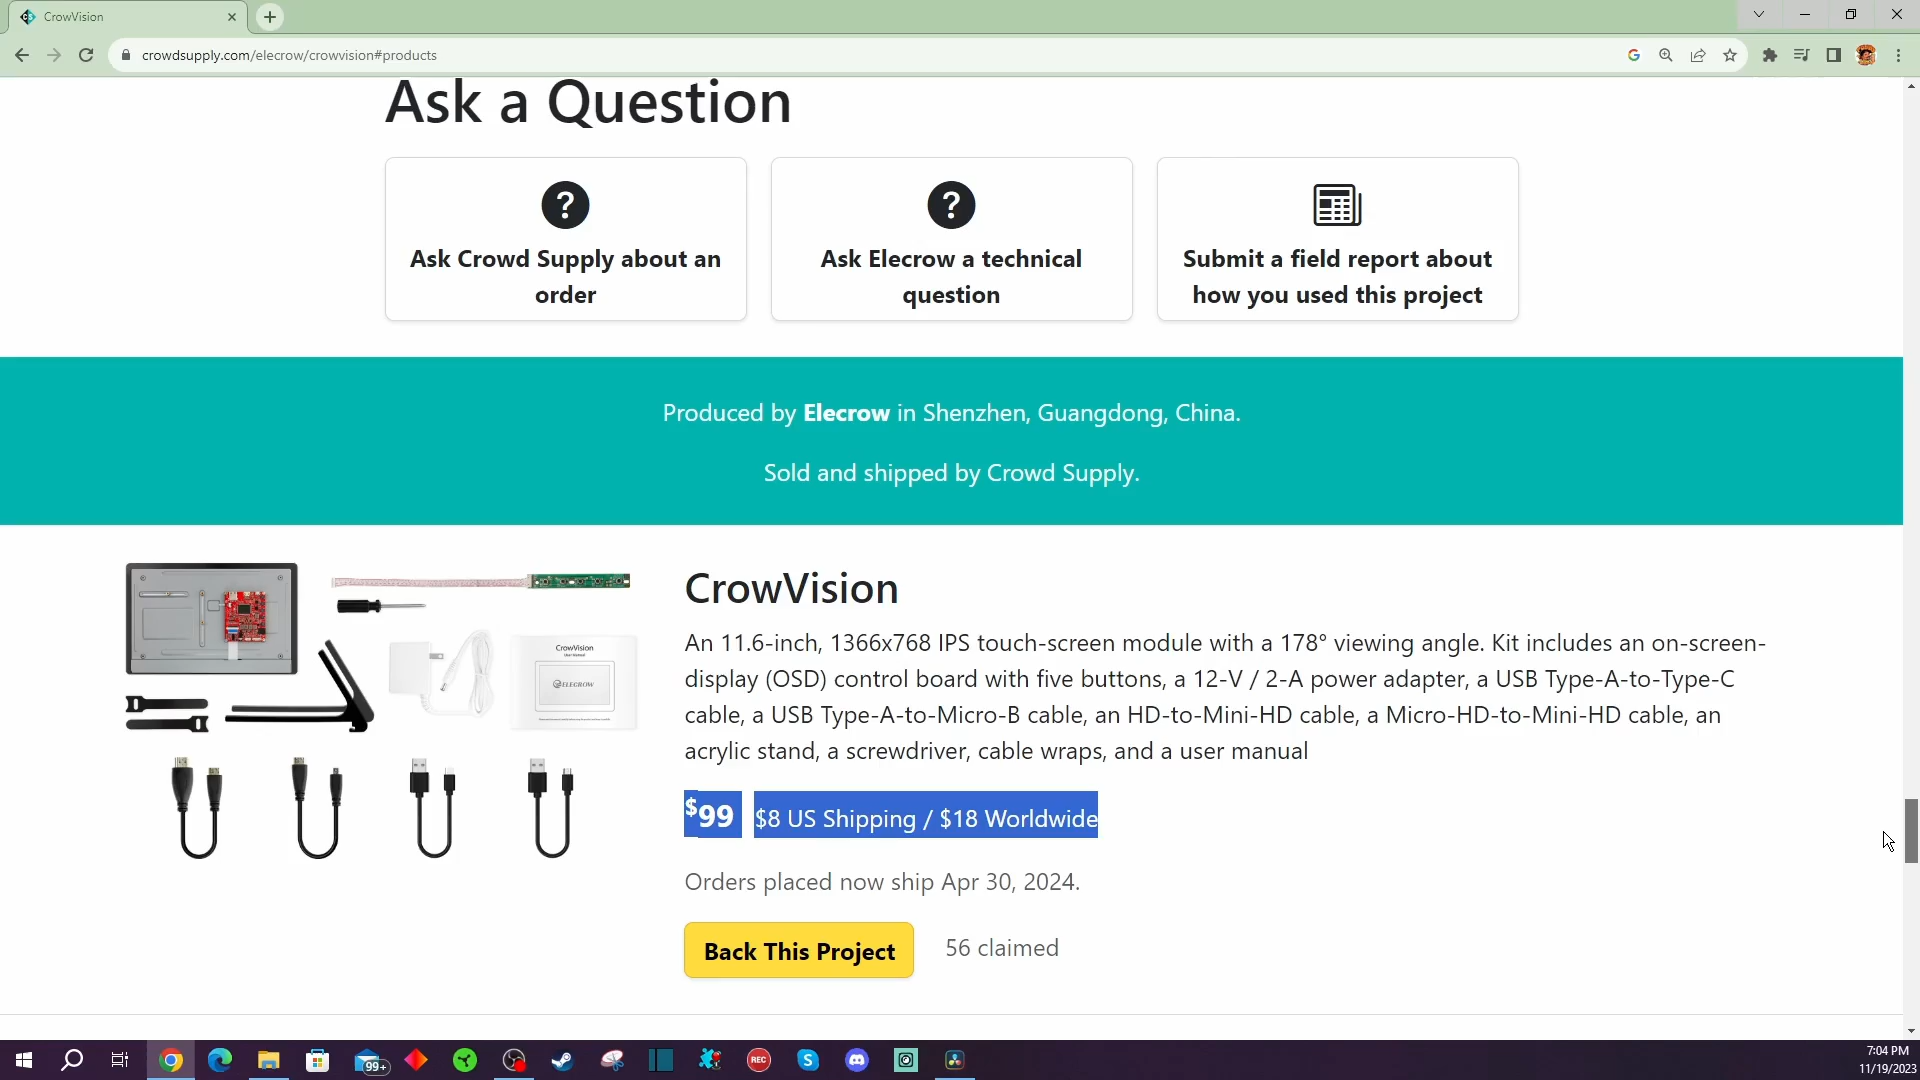 CrowVision
crowdsupply.com/elecrow/crowvision#products
Ask a Question
Ask Crowd Supply about an
order
Ask Elecrow a technical
question
Submit a field report about
how you used this project
Produced by Elecrow in Shenzhen, Guangdong, China.
Sold and shipped by Crowd Supply.
CrowVision
User Manual
ELECROW
CrowVision
An 11.6-inch, 1366x768 IPS touch-screen module with a 178° viewing angle. Kit includes an on-screen-
display (OSD) control board with five buttons, a 12-V / 2-A power adapter, a USB Type-A-to-Type-C
cable, a USB Type-A-to-Micro-B cable, an HD-to-Mini-HD cable, a Micro-HD-to-Mini-HD cable, an
acrylic stand, a screwdriver, cable wraps, and a user manual
$99 $8 US Shipping / $18 Worldwide
Orders placed now ship Apr 30, 2024.
Back This Project 56 claimed
99+
REC
7:04 PM
11/19/2023